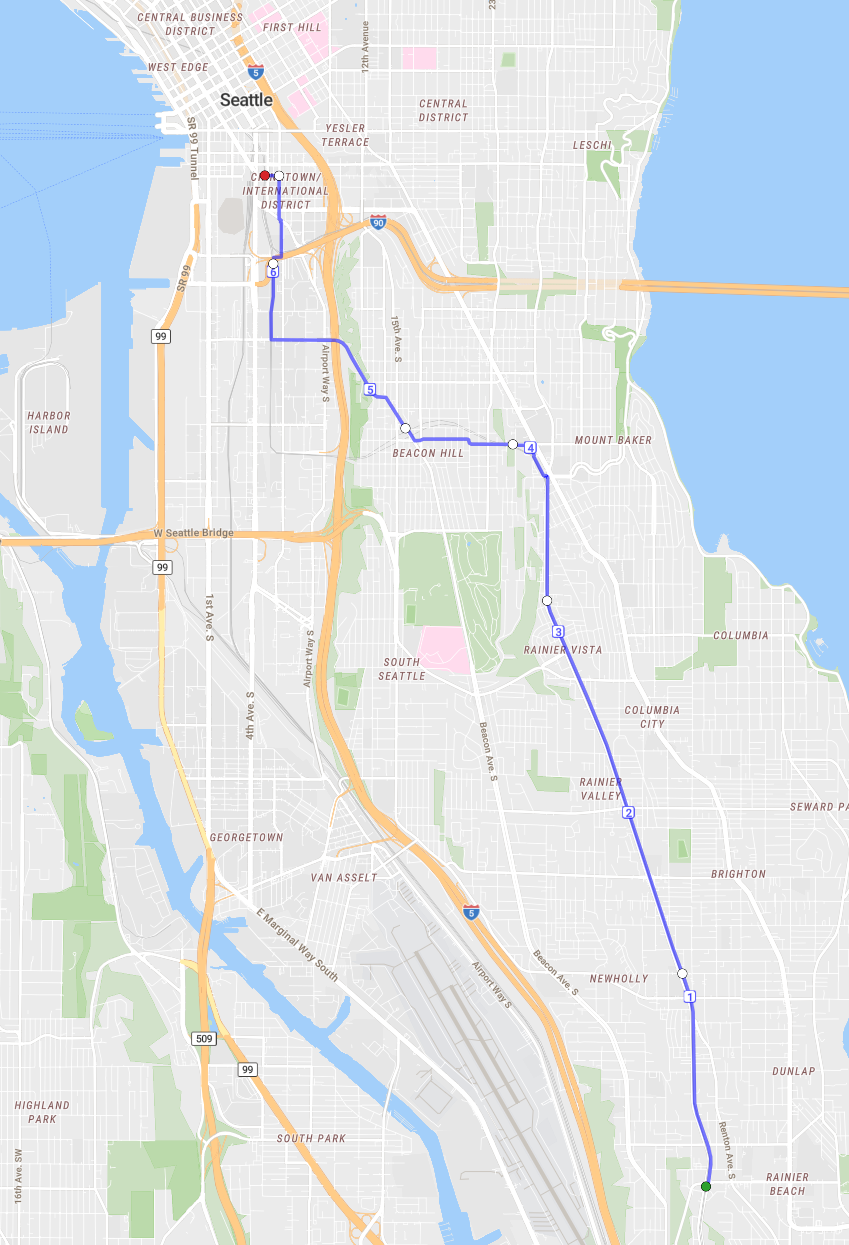 CENTRAL BUSINESS
DISTRICT
FIRST HILL
12th Avenue
23
WEST EDGE
5
Seattle
CENTRAL
DISTRICT
SR 99 Tunnel
YESLER
TERRACE
LESCHI
INTERNATIONAL
DISTRICT
90
SR 99
6
99
15th Ave. S
Airport Way S
5
HARBOR
ISLAND
4
MOUNT BAKER
BEACON HILL
W Seattle Bridge
99
1st Ave. S
3
COLUMBIA
RAINIER VISTA
Airport Way S
SOUTH
SEATTLE
4th Ave. S
COLUMBIA
CITY
Beacon Ave. S
RAINIER
VALLEY
2
SEWARD PA
GEORGETOWN
VAN ASSELT
BRIGHTON
5
E Marginal Way South
Beacon Ave. S
Airport Way S
NEWHOLLY
1
509
99
DUNLAP
HIGHLAND
PARK
SOUTH PARK
Renton Ave. S
16th Ave. SW
RAINIER
BEACH